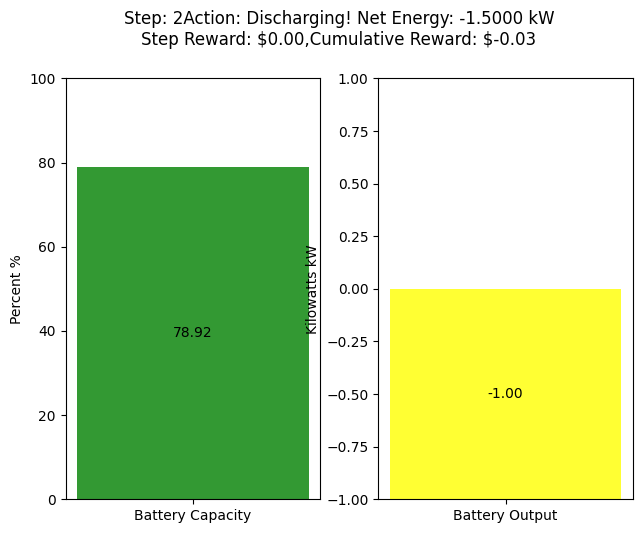 Step: 2Action: Discharging! Net Energy: -1.5000 kW
Step Reward: $0.00,Cumulative Reward: $-0.03
100
80
60
40
20
0
Percent %
78.92
Battery Capacity
1.00
0.75
0.50
0.25
0.00
−0.25
−0.50
−0.75
−1.00
Kilowatts kW
-1.00
Battery Output